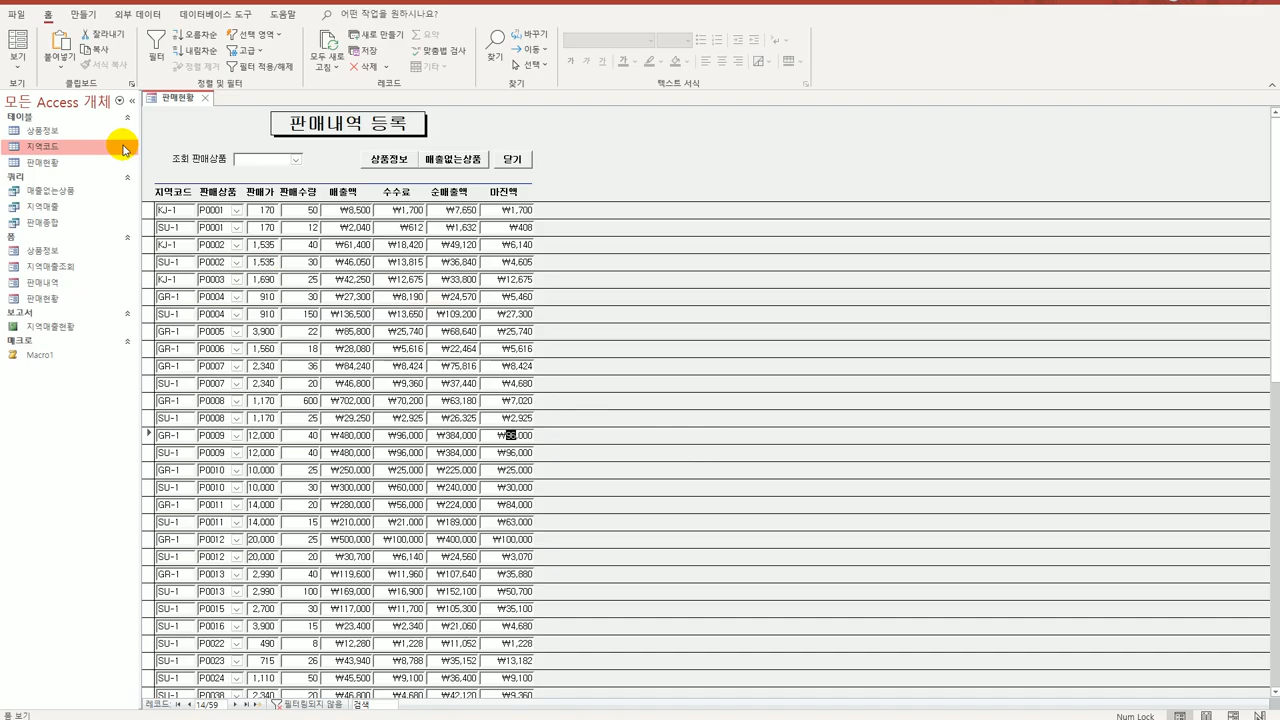 파일 홈 만들기 외부 데이터 데이터베이스 도구 도움말 어떤 작업을 원하시나요?
보기 붙여넣기 잘라내기 복사 서식 복사 필터 오름차순 내림차순 정렬 제거 선택 영역 고급 필터 적용/해제 모두 새로 고침 새로 만들기 저장 삭제 요약 맞춤법 검사 기타 찾기 바꾸기 이동 선택 가 가 가
보기 클립보드 정렬 및 필터 레코드 찾기 텍스트 서식
모든 Access 개체
테이블
상품정보
지역코드
판매현황
쿼리
매출없는상품
지역매출
판매종합
폼
상품정보
지역매출조회
판매내역
판매현황
보고서
지역매출현황
매크로
Macro1
판매현황
판매내역 등록
조회 판매상품 상품정보 매출없는상품 닫기
지역코드 판매상품 판매가 판매수량 매출액 수수료 순매출액 마진액
KJ-1 P0001 170 50 ₩8,500 ₩1,700 ₩7,650 ₩1,700
SU-1 P0001 170 12 ₩2,040 ₩612 ₩1,632 ₩408
KJ-1 P0002 1,535 40 ₩61,400 ₩18,420 ₩49,120 ₩6,140
SU-1 P0002 1,535 30 ₩46,050 ₩13,815 ₩36,840 ₩4,605
KJ-1 P0003 1,690 25 ₩42,250 ₩12,675 ₩33,800 ₩12,675
GR-1 P0004 910 30 ₩27,300 ₩8,190 ₩24,570 ₩5,460
SU-1 P0004 910 150 ₩136,500 ₩13,650 ₩109,200 ₩27,300
GR-1 P0005 3,900 22 ₩85,800 ₩25,740 ₩68,640 ₩25,740
GR-1 P0006 1,560 18 ₩28,080 ₩5,616 ₩22,464 ₩5,616
GR-1 P0007 2,340 36 ₩84,240 ₩8,424 ₩75,816 ₩8,424
SU-1 P0007 2,340 20 ₩46,800 ₩9,360 ₩37,440 ₩4,680
GR-1 P0008 1,170 600 ₩702,000 ₩70,200 ₩63,180 ₩7,020
SU-1 P0008 1,170 25 ₩29,250 ₩2,925 ₩26,325 ₩2,925
GR-1 P0009 12,000 40 ₩480,000 ₩96,000 ₩384,000 ₩96,000
SU-1 P0009 12,000 40 ₩480,000 ₩96,000 ₩384,000 ₩96,000
GR-1 P0010 10,000 25 ₩250,000 ₩25,000 ₩225,000 ₩25,000
SU-1 P0010 10,000 30 ₩300,000 ₩60,000 ₩240,000 ₩30,000
GR-1 P0011 14,000 20 ₩280,000 ₩56,000 ₩224,000 ₩84,000
SU-1 P0011 14,000 15 ₩210,000 ₩21,000 ₩189,000 ₩63,000
GR-1 P0012 20,000 25 ₩500,000 ₩100,000 ₩400,000 ₩100,000
SU-1 P0012 20,000 20 ₩30,700 ₩6,140 ₩24,560 ₩3,070
GR-1 P0013 2,990 40 ₩119,600 ₩11,960 ₩107,640 ₩35,880
SU-1 P0013 2,990 100 ₩169,000 ₩16,900 ₩152,100 ₩50,700
SU-1 P0015 2,700 30 ₩117,000 ₩11,700 ₩105,300 ₩35,100
SU-1 P0016 3,900 15 ₩23,400 ₩2,340 ₩21,060 ₩4,680
SU-1 P0022 490 8 ₩12,280 ₩1,228 ₩11,052 ₩1,228
SU-1 P0023 715 26 ₩43,940 ₩8,788 ₩35,152 ₩13,182
SU-1 P0024 1,110 50 ₩45,500 ₩9,100 ₩36,400 ₩9,100
SU-1 P0038 2,340 20 ₩46,800 ₩4,680 ₩42,120 ₩9,360
레코드: 14/59 필터링되지 않음 검색
폼 보기 Num Lock